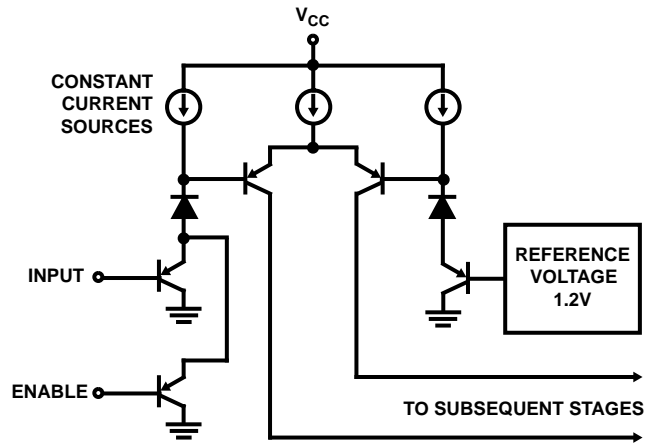 VCC
CONSTANT
CURRENT
SOURCES
INPUT
REFERENCE
VOLTAGE
1.2V
ENABLE
TO SUBSEQUENT STAGES